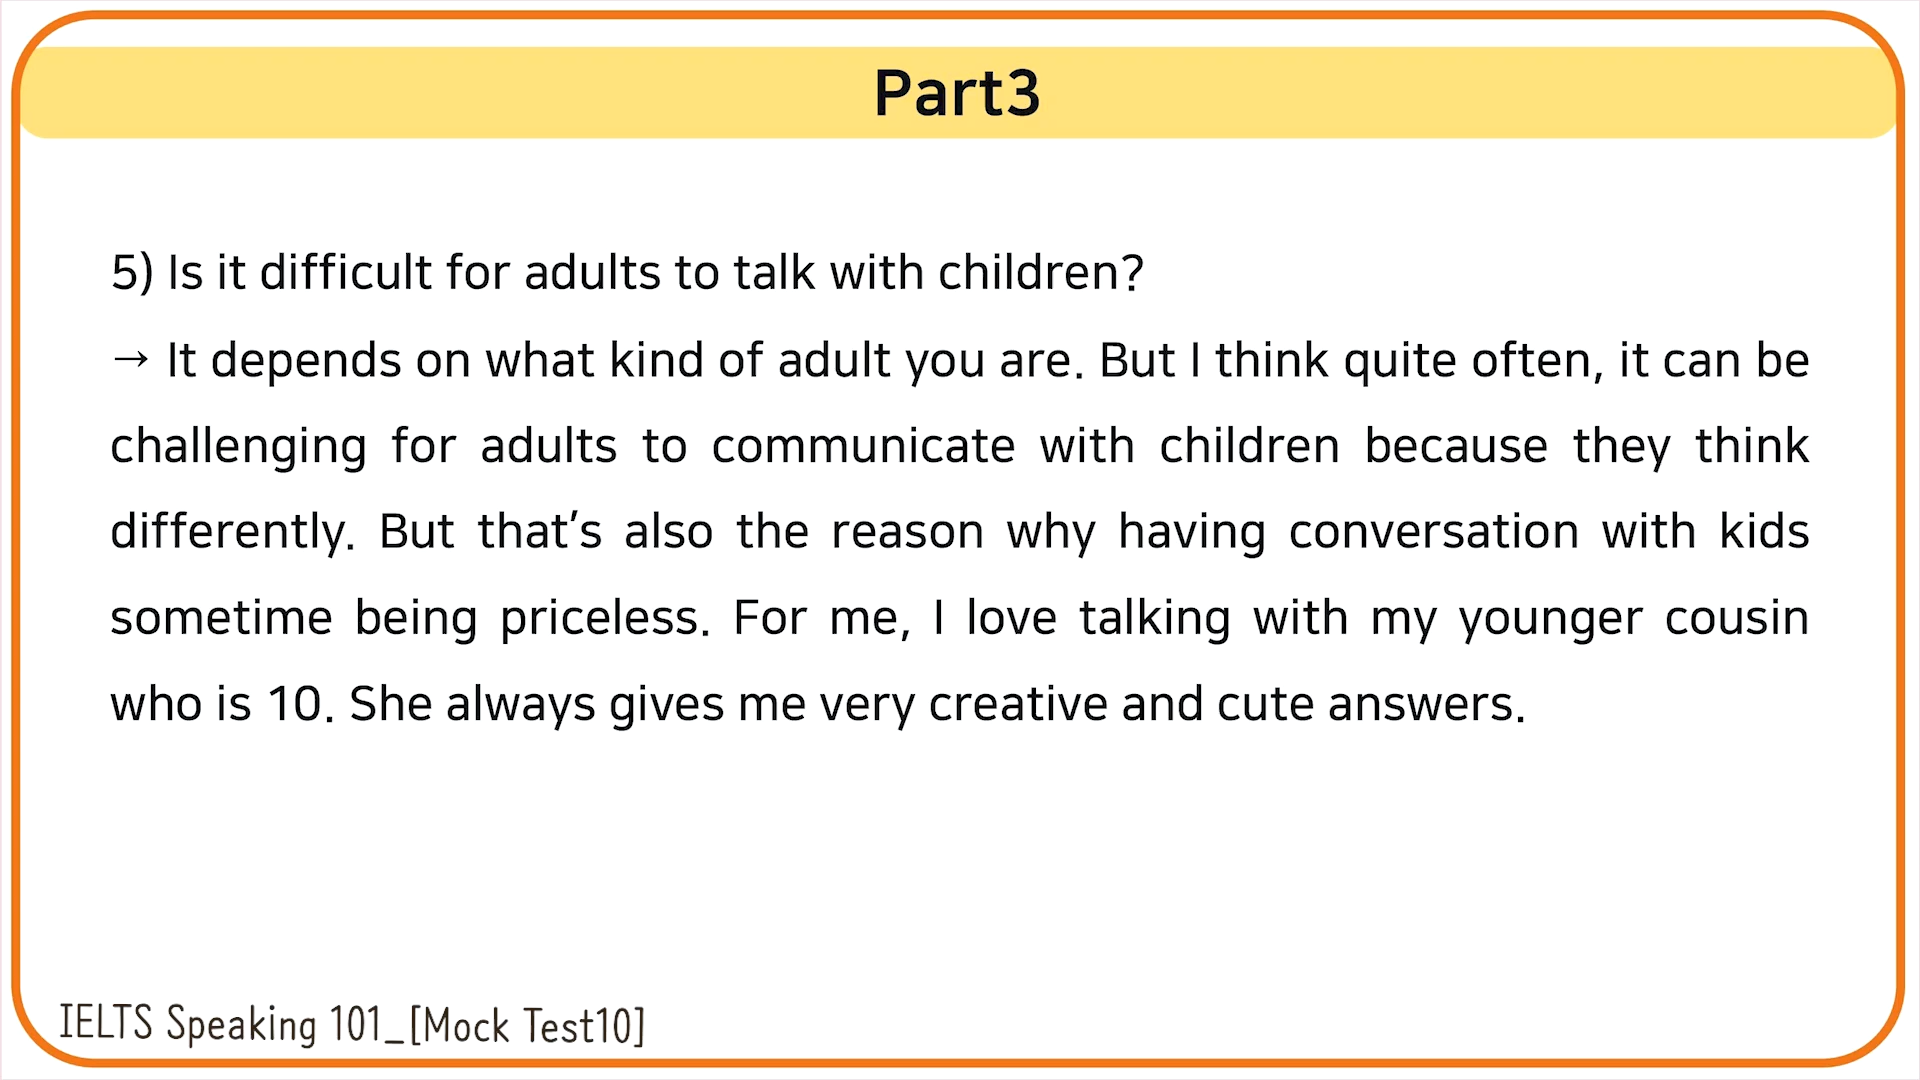 Part3
5) Is it difficult for adults to talk with children?
→ It depends on what kind of adult you are. But I think quite often, it can be
challenging for adults to communicate with children because they think
differently. But that's also the reason why having conversation with kids
sometime being priceless. For me, I love talking with my younger cousin
who is 10. She always gives me very creative and cute answers.
IELTS Speaking 101_[Mock Test10]